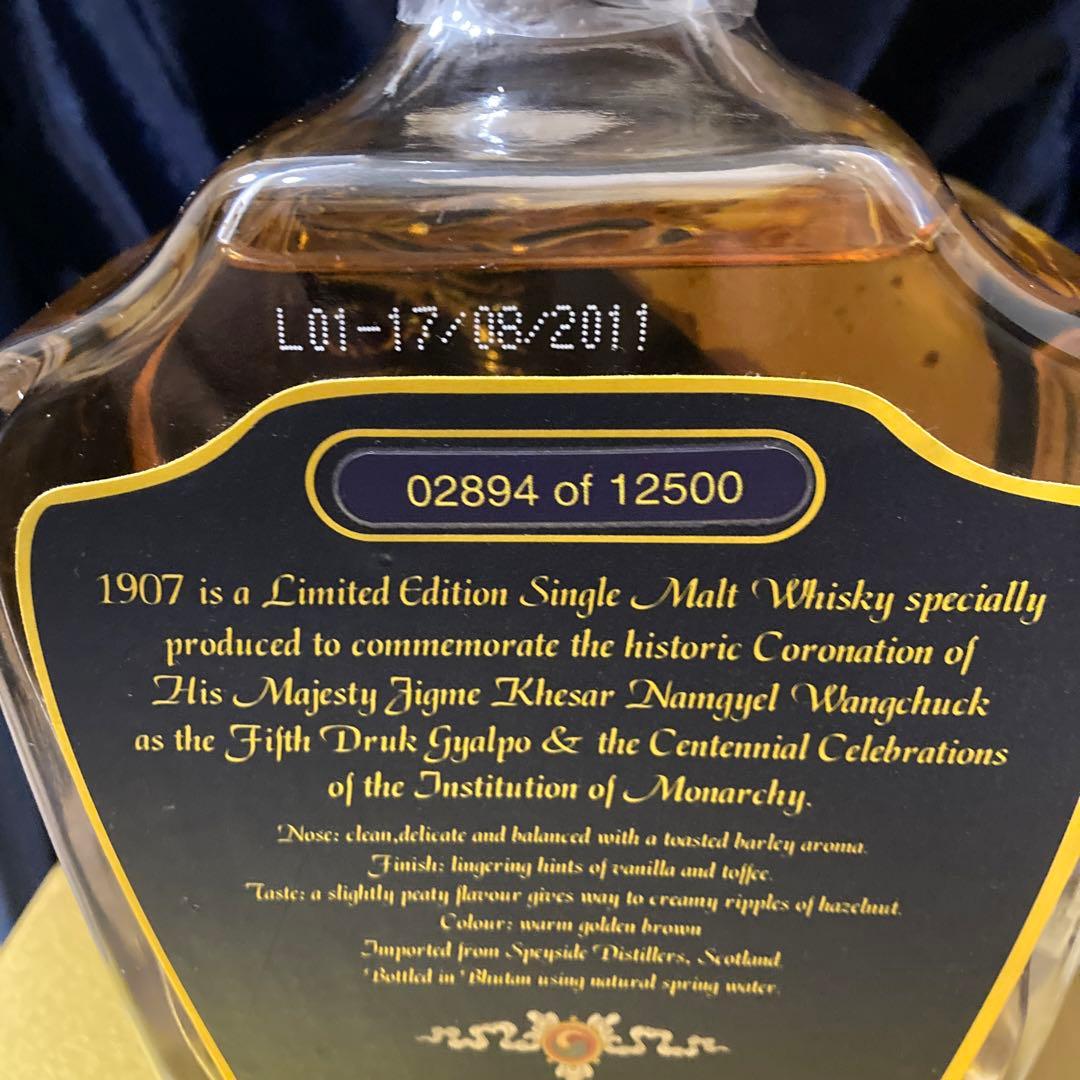 L01-17/08/2011
02894 of 12500
1907 is a Limited Edition Single Malt Whisky specially
produced to commemorate the historic Coronation of
His Majesty Jigme Khesar Namgyel Wangchuck
as the Fifth Druk Gyalpo & the Centennial Celebrations
of the Institution of Monarchy.
Nose: clean,delicate and balanced with a toasted barley aroma.
Finish: lingering hints of vanilla and toffee.
Taste: a slightly peaty flavour gives way to creamy ripples of hazelnut.
Colour: warm golden brown
Imported from Speyside Distillers, Scotland.
Bottled in Bhutan using natural spring water.